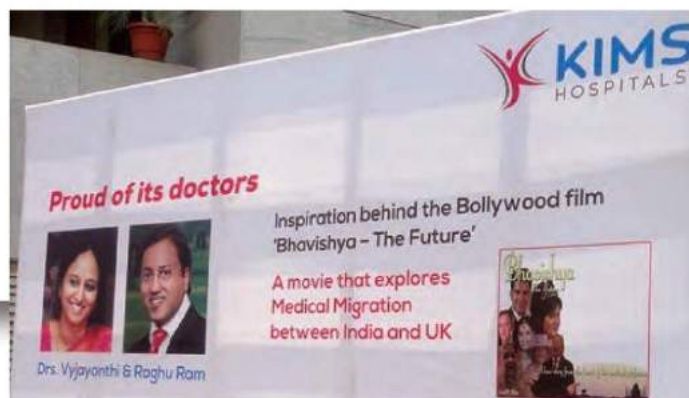 KIMS
HOSPITALS
Proud of its doctors
Inspiration behind the Bollywood film
'Bhavishya – The Future'
A movie that explores
Medical Migration
between India and UK
Drs. Vyjayanthi & Raghu Ram
Bhavishya